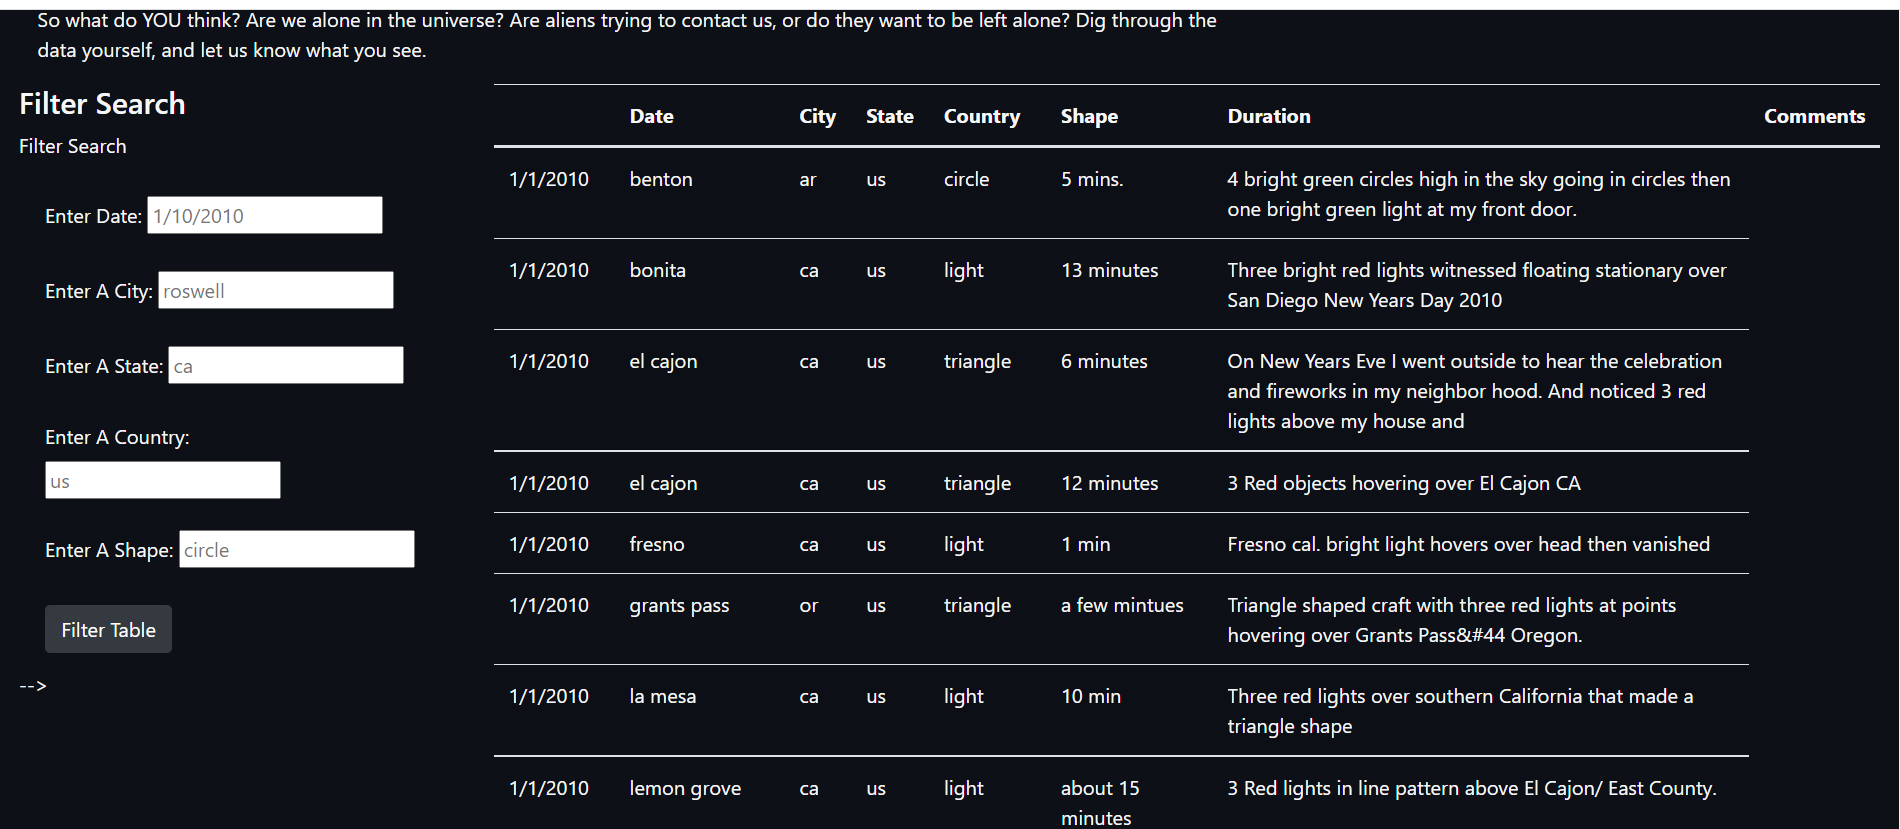 So what do YOU think? Are we alone in the universe? Are aliens trying to contact us, or do they want to be left alone? Dig through the
data yourself, and let us know what you see.
Filter Search
Filter Search
Enter Date: 1/10/2010
Enter A City: roswell
Enter A State: ca
Enter A Country:
us
Enter A Shape: circle
Filter Table
-->
Date City State Country Shape Duration Comments
1/1/2010 benton ar us circle 5 mins. 4 bright green circles high in the sky going in circles then
one bright green light at my front door.
1/1/2010 bonita ca us light 13 minutes Three bright red lights witnessed floating stationary over
San Diego New Years Day 2010
1/1/2010 el cajon ca us triangle 6 minutes On New Years Eve I went outside to hear the celebration
and fireworks in my neighbor hood. And noticed 3 red
lights above my house and
1/1/2010 el cajon ca us triangle 12 minutes 3 Red objects hovering over El Cajon CA
1/1/2010 fresno ca us light 1 min Fresno cal. bright light hovers over head then vanished
1/1/2010 grants pass or us triangle a few mintues Triangle shaped craft with three red lights at points
hovering over Grants Pass&#44 Oregon.
1/1/2010 la mesa ca us light 10 min Three red lights over southern California that made a
triangle shape
1/1/2010 lemon grove ca us light about 15 3 Red lights in line pattern above El Cajon/ East County.
minutes